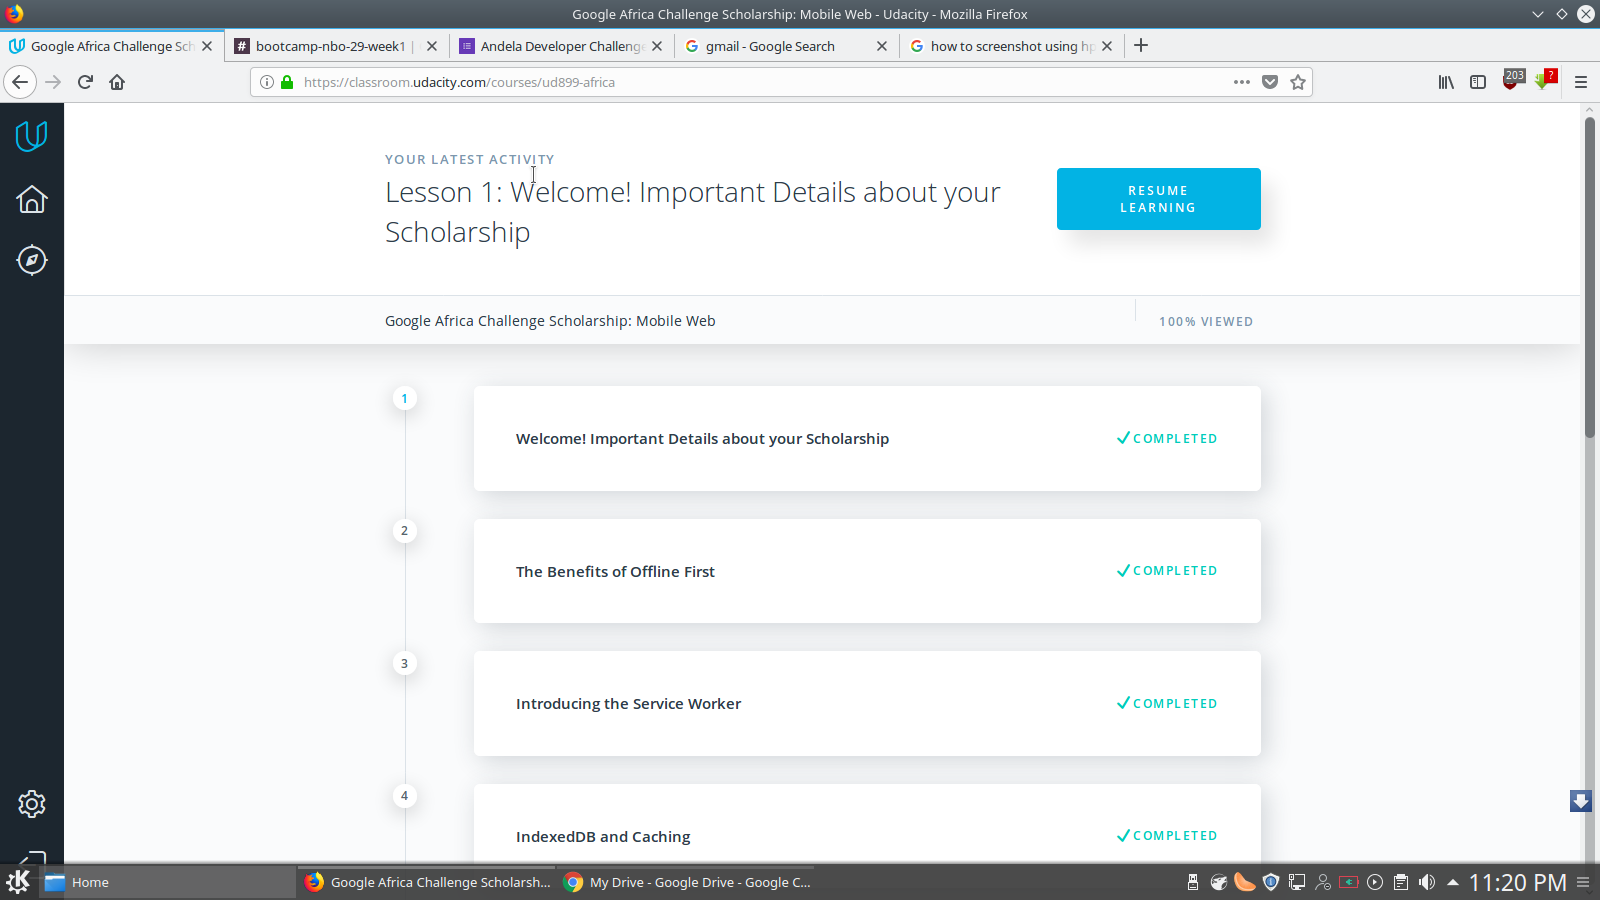 Google Africa Challenge Scholarship: Mobile Web - Udacity - Mozilla Firefox
Google Africa Challenge Sch
bootcamp-nbo-29-week1 |
Andela Developer Challenge
gmail - Google Search
how to screenshot using hp
https://classroom.udacity.com/courses/ud899-africa
203
?
YOUR LATEST ACTIVITY
Lesson 1: Welcome! Important Details about your
Scholarship
RESUME
LEARNING
Google Africa Challenge Scholarship: Mobile Web
100% VIEWED
1
Welcome! Important Details about your Scholarship
COMPLETED
2
The Benefits of Offline First
COMPLETED
3
Introducing the Service Worker
COMPLETED
4
IndexedDB and Caching
COMPLETED
Home
Google Africa Challenge Scholarsh...
My Drive - Google Drive - Google C...
11:20 PM